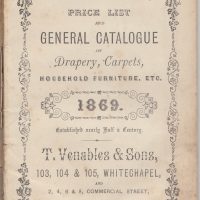 PRICE LIST
AND
GENERAL CATALOGUE
OF
Drapery, Carpets,
HOUSEHOLD FURNITURE, ETC.
1869.
Established nearly Half a Century.
T. Venables & Sons,
103, 104 & 105, WHITECHAPEL,
AND
2, 4, 6 & 8, COMMERCIAL STREET,